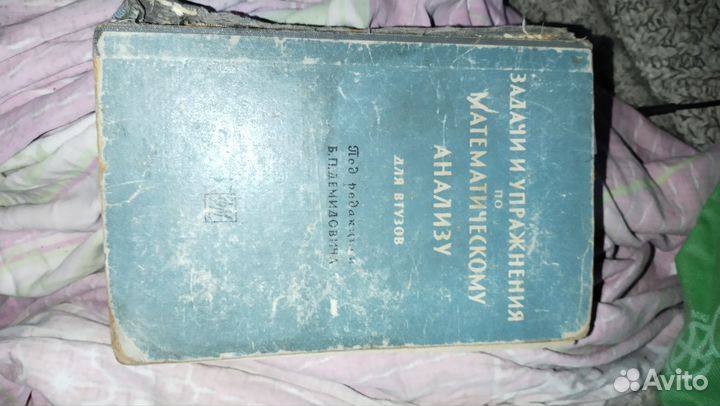 ЗАДАЧИ И УПРАЖНЕНИЯ
ПО
МАТЕМАТИЧЕСКОМУ
АНАЛИЗУ
ДЛЯ ВТУЗОВ
Под редакцией
Б. П. ДЕМИДОВИЧА
Avito